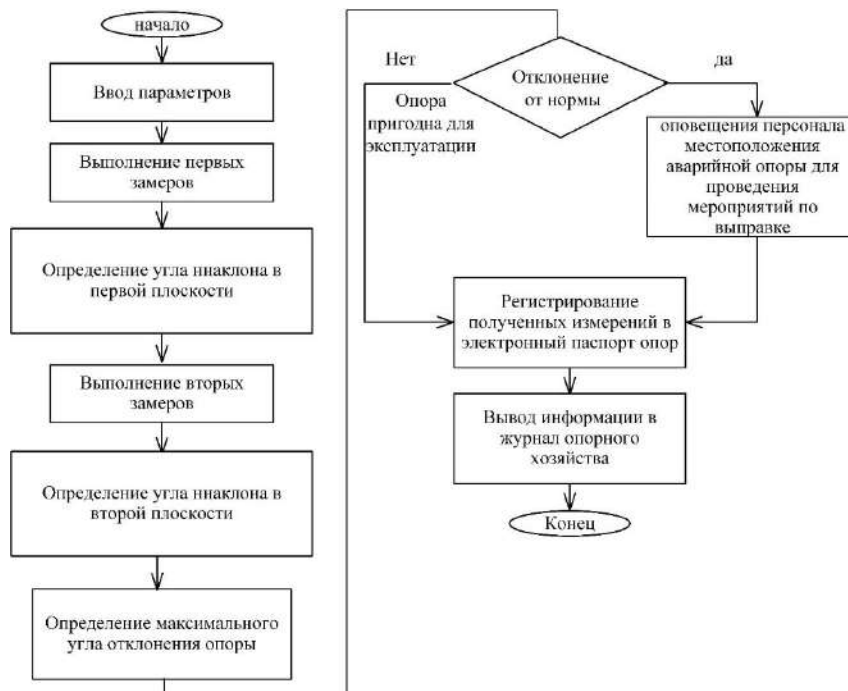 начало
Ввод параметров
Выполнение первых
замеров
Определение угла ниаклона в
первой плоскости
Выполнение вторых
замеров
Определение угла ниаклона в
второй плоскости
Определение максимального
угла отклонения опоры
Отклонение
от нормы
Нет
Опора
пригодна для
эксплуатации
да
оповещения персонала
местоположения
аварийной опоры для
проведения
мероприятий по
выправке
Регистрирование
полученных измерений в
электронный паспорт опор
Вывод информации в
журнал опорного
хозяйства
Конец